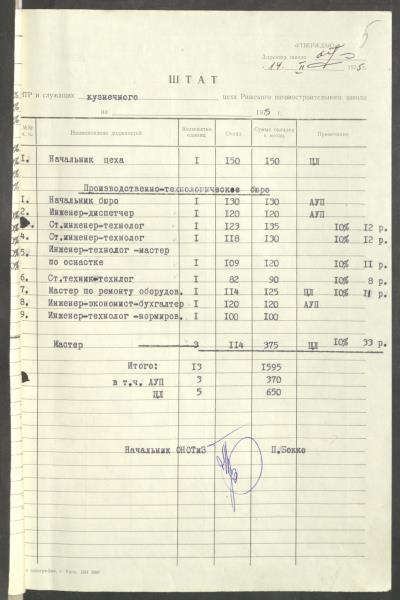 5
"УТВЕРЖДАЮ"
Директор завода
"14" II 1975.
ШТАТ
ИТР и служащих кузнечного цеха Рижского вагоностроительного завода
на 1975 г.
№№ п. п. Наименование должностей Количество единиц Оклад Сумма окладов в месяц Примечание
I. Начальник цеха I 150 150 ЦЛ
Производственно-технологическое бюро
I. Начальник бюро I 130 130 АУП
2. Инженер-диспетчер I 120 120 АУП
Ст.инженер-технолог I 123 135 10% 12 р.
4. Ст.инженер-технолог I 118 130 10% 12 р.
5. Инженер-технолог-мастер
по оснастке I 109 120 10% 11 р.
6. Ст.техник-технлог I 82 90 10% 8 р.
7. Мастер по ремонту оборудов. I 114 125 ЦЛ 10% 11 р.
8. Инженер-экономист-бухгалтер I 120 120 АУП
9. Инженер-технолог-нормиров. I 100 100
Мастер 3 114 375 ЦЛ 10% 33 р.
Итого: 13 1595
в т.ч. АУП 3 370
ЦЛ 5 650
Начальник ОНОТиЗ П.Бокко